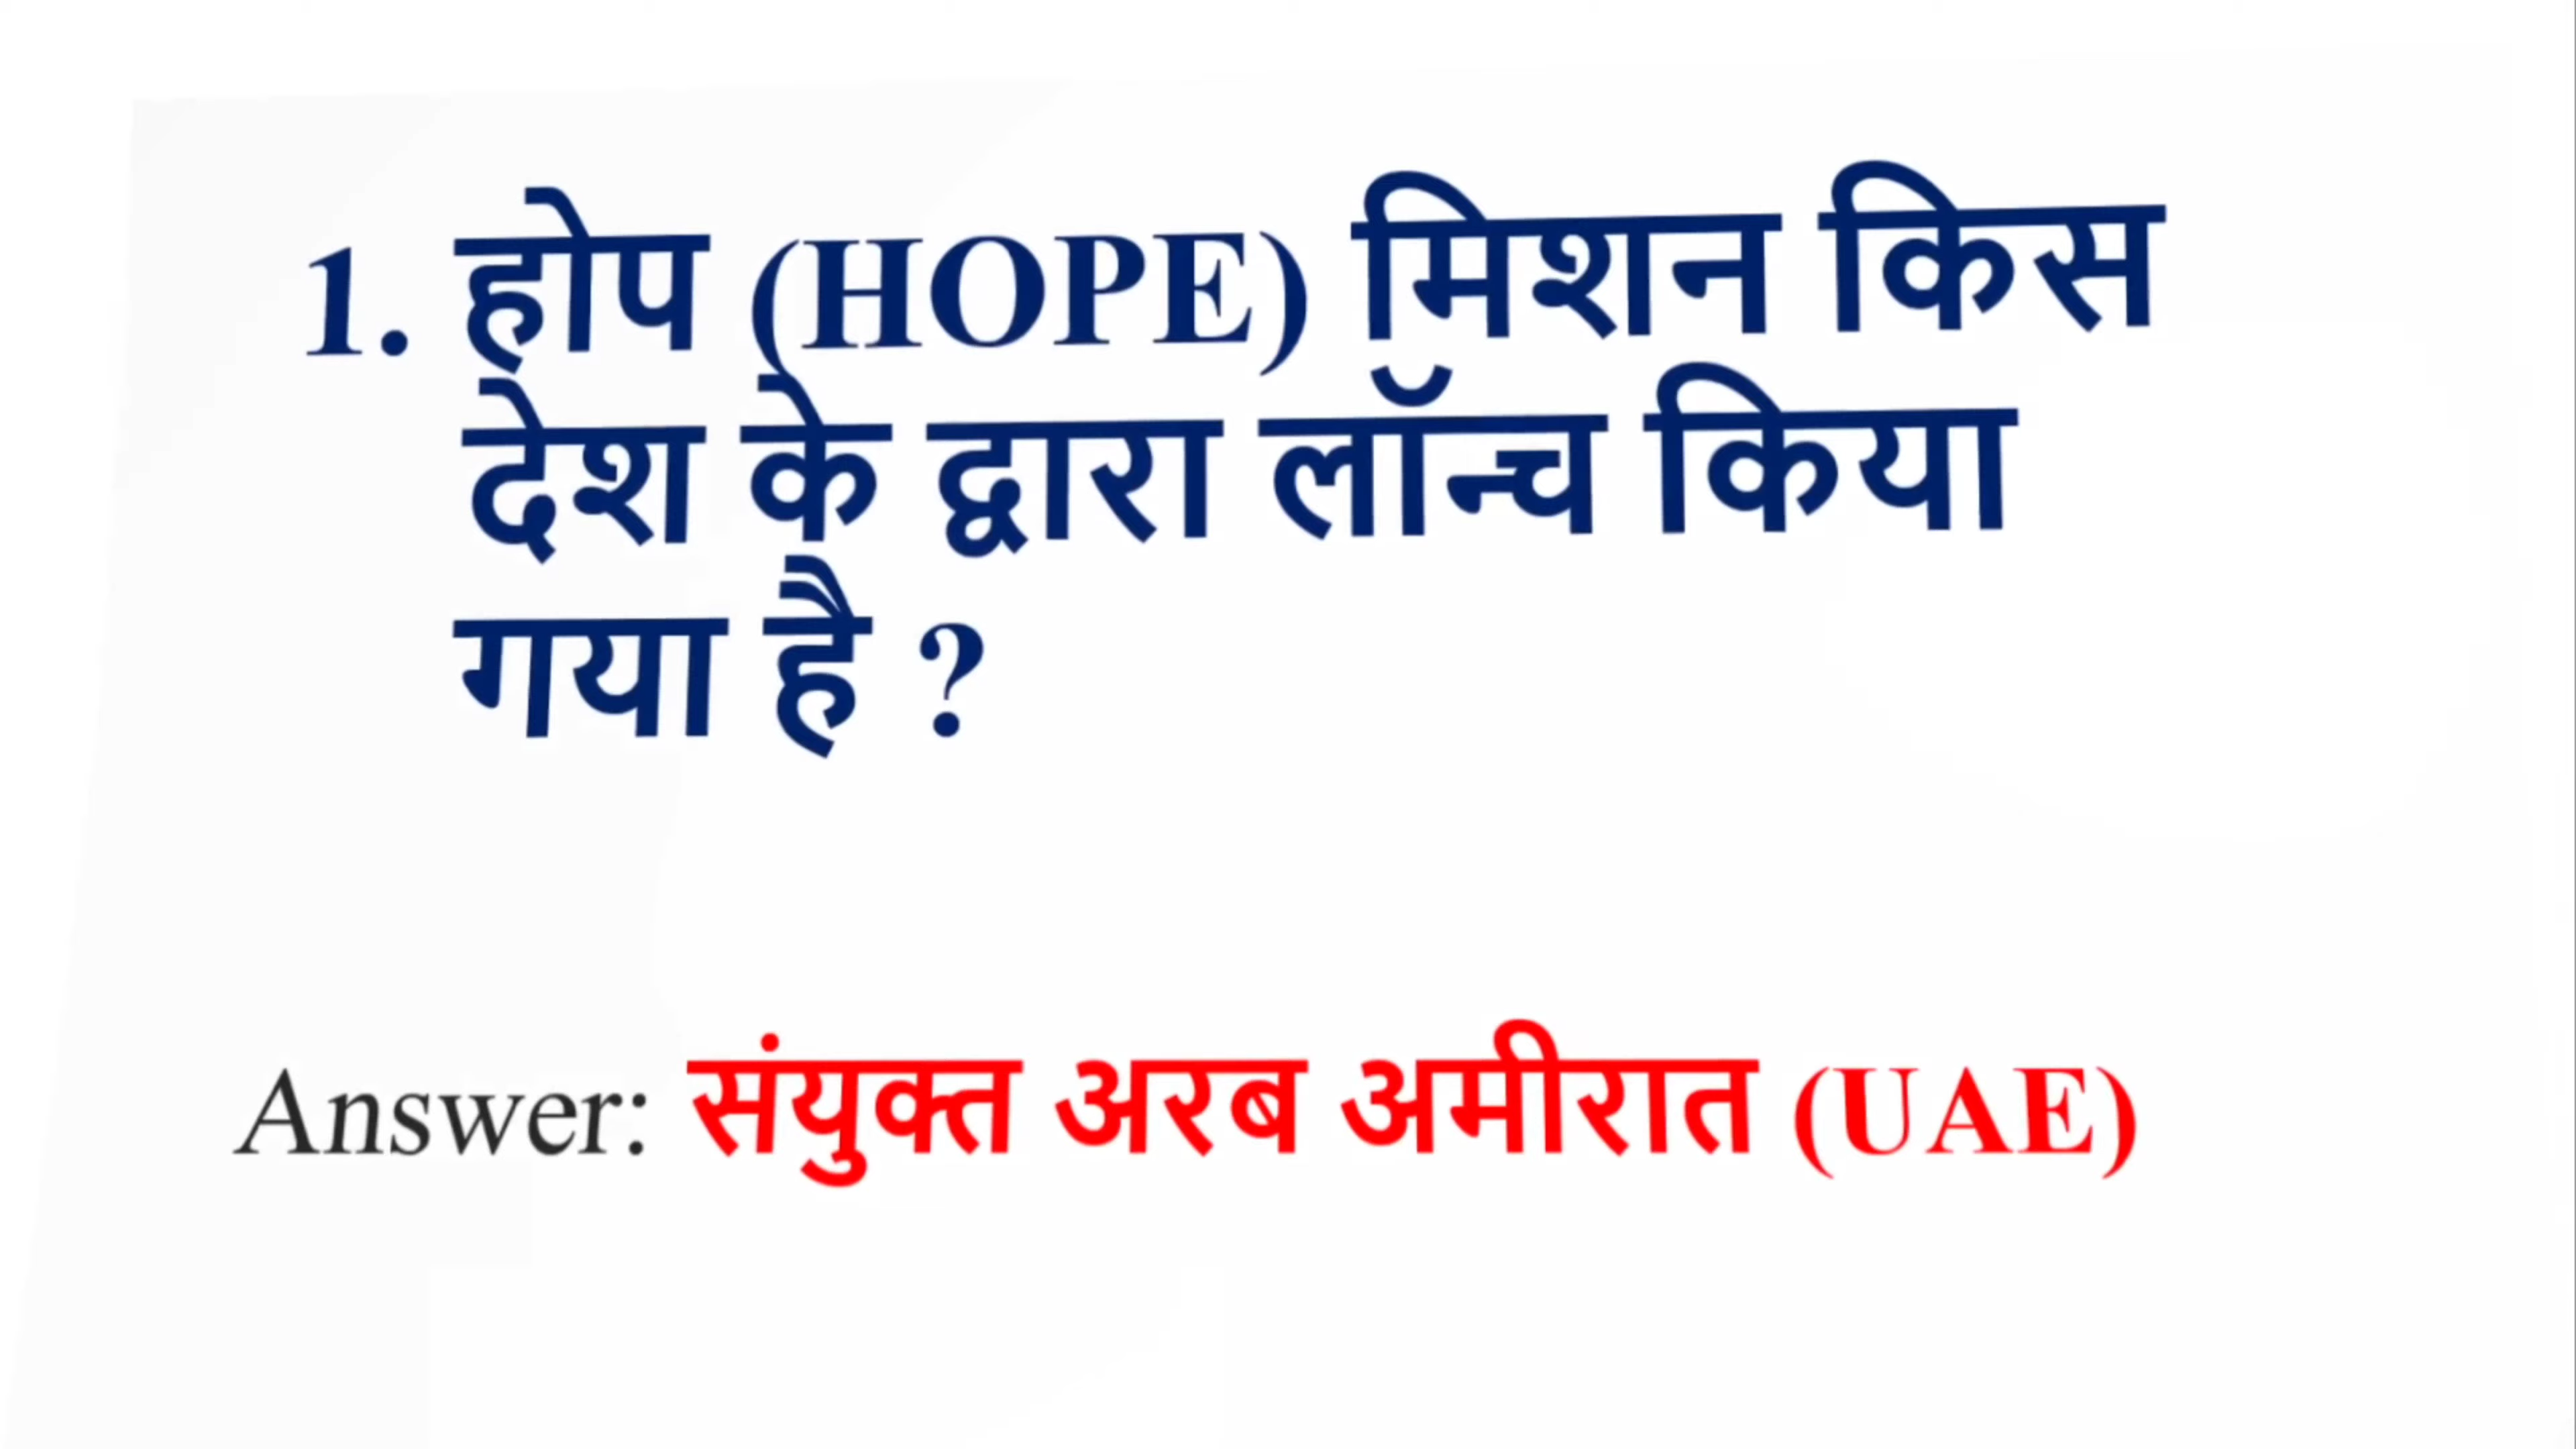 1. होप (HOPE) मिशन किस
देश के द्वारा लॉन्च किया
गया है ?
Answer: संयुक्त अरब अमीरात (UAE)